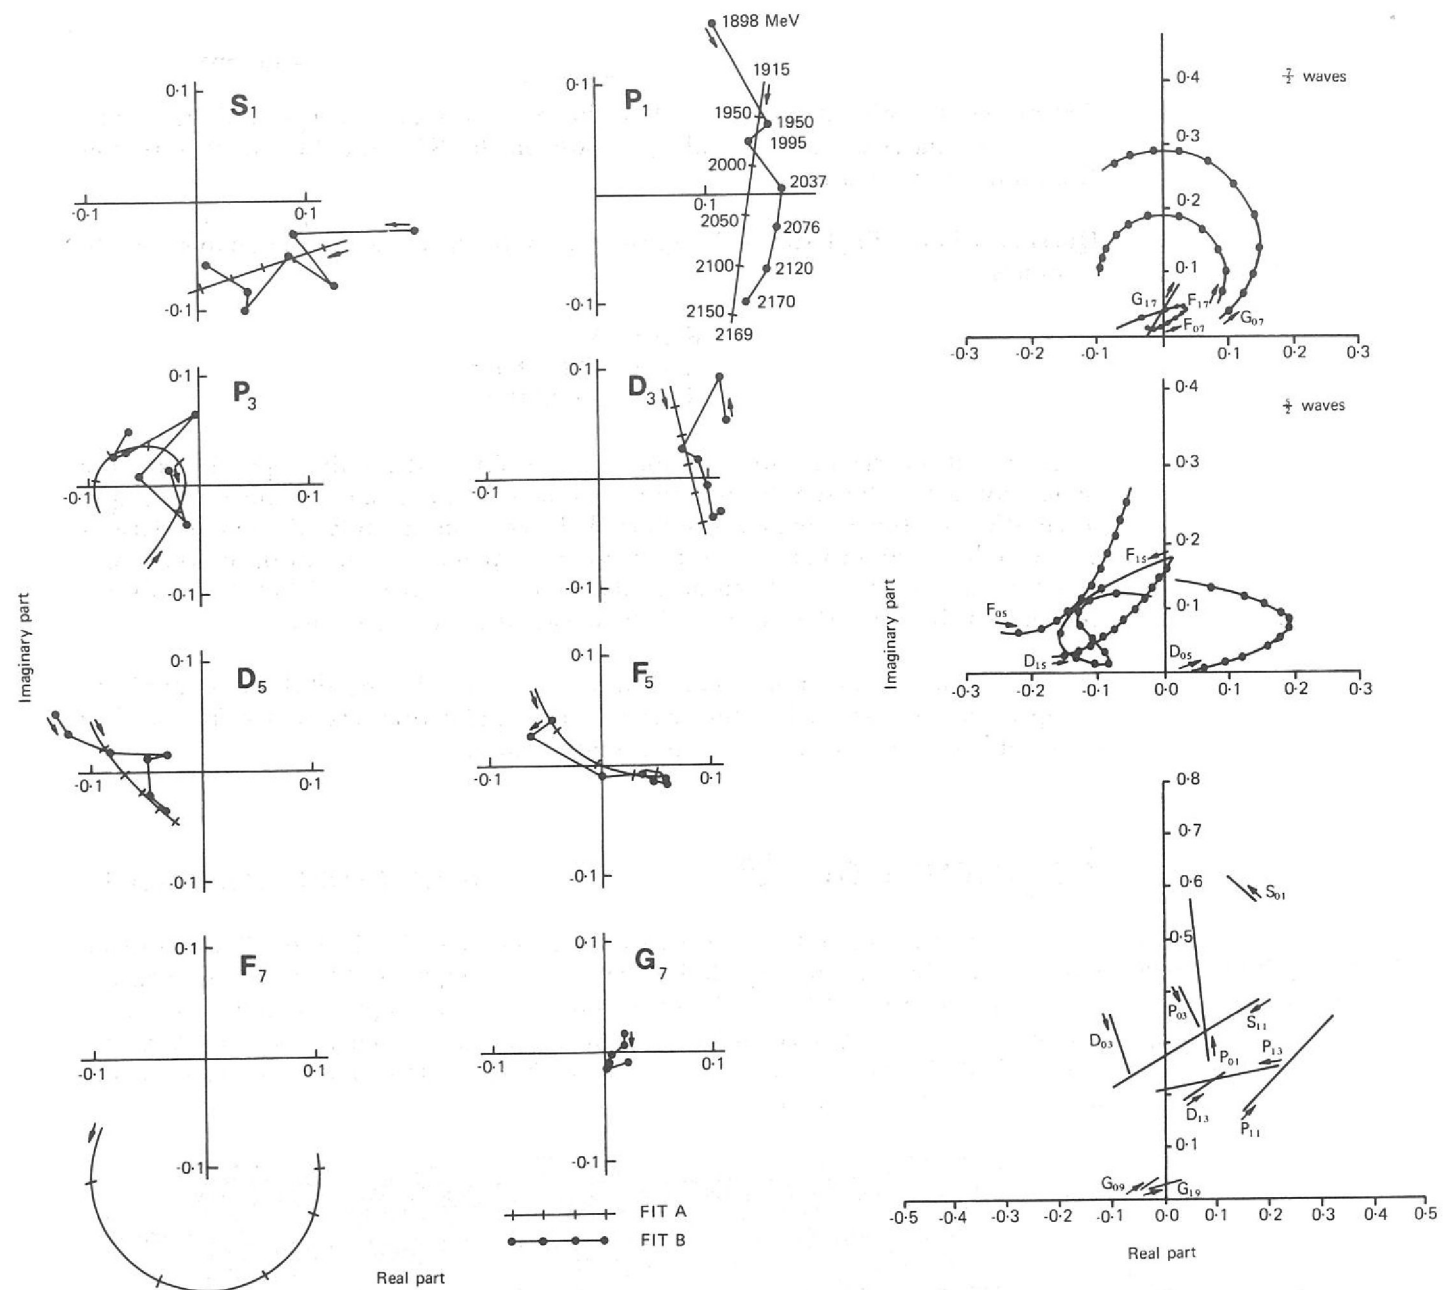 S1
0·1
-0·1
0·1
-0·1
P1
1898 MeV
0·1
1915
1950
1950
1995
2000
2037
0·1
2050
2076
2100
2120
-0·1
2150
2170
2169
P3
0·1
-0·1
0·1
-0·1
D3
0·1
-0·1
-0·1
D5
0·1
-0·1
0·1
-0·1
F5
0·1
-0·1
0·1
-0·1
F7
0·1
-0·1
0·1
-0·1
G7
0·1
-0·1
0·1
-0·1
Imaginary part
FIT A
FIT B
Real part
7/2 waves
0·4
0·3
0·2
0·1
G17
F17
F07
G07
-0·3
-0·2
-0·1
0·1
0·2
0·3
5/2 waves
0·4
0·3
0·2
0·1
F15
F05
D15
D05
-0·3
-0·2
-0·1
0·0
0·1
0·2
0·3
Imaginary part
0·8
0·7
0·6
0·5
0·1
S01
P03
S11
D03
P01
P13
D13
P11
G09
G19
-0·5
-0·4
-0·3
-0·2
-0·1
0·0
0·1
0·2
0·3
0·4
0·5
Real part